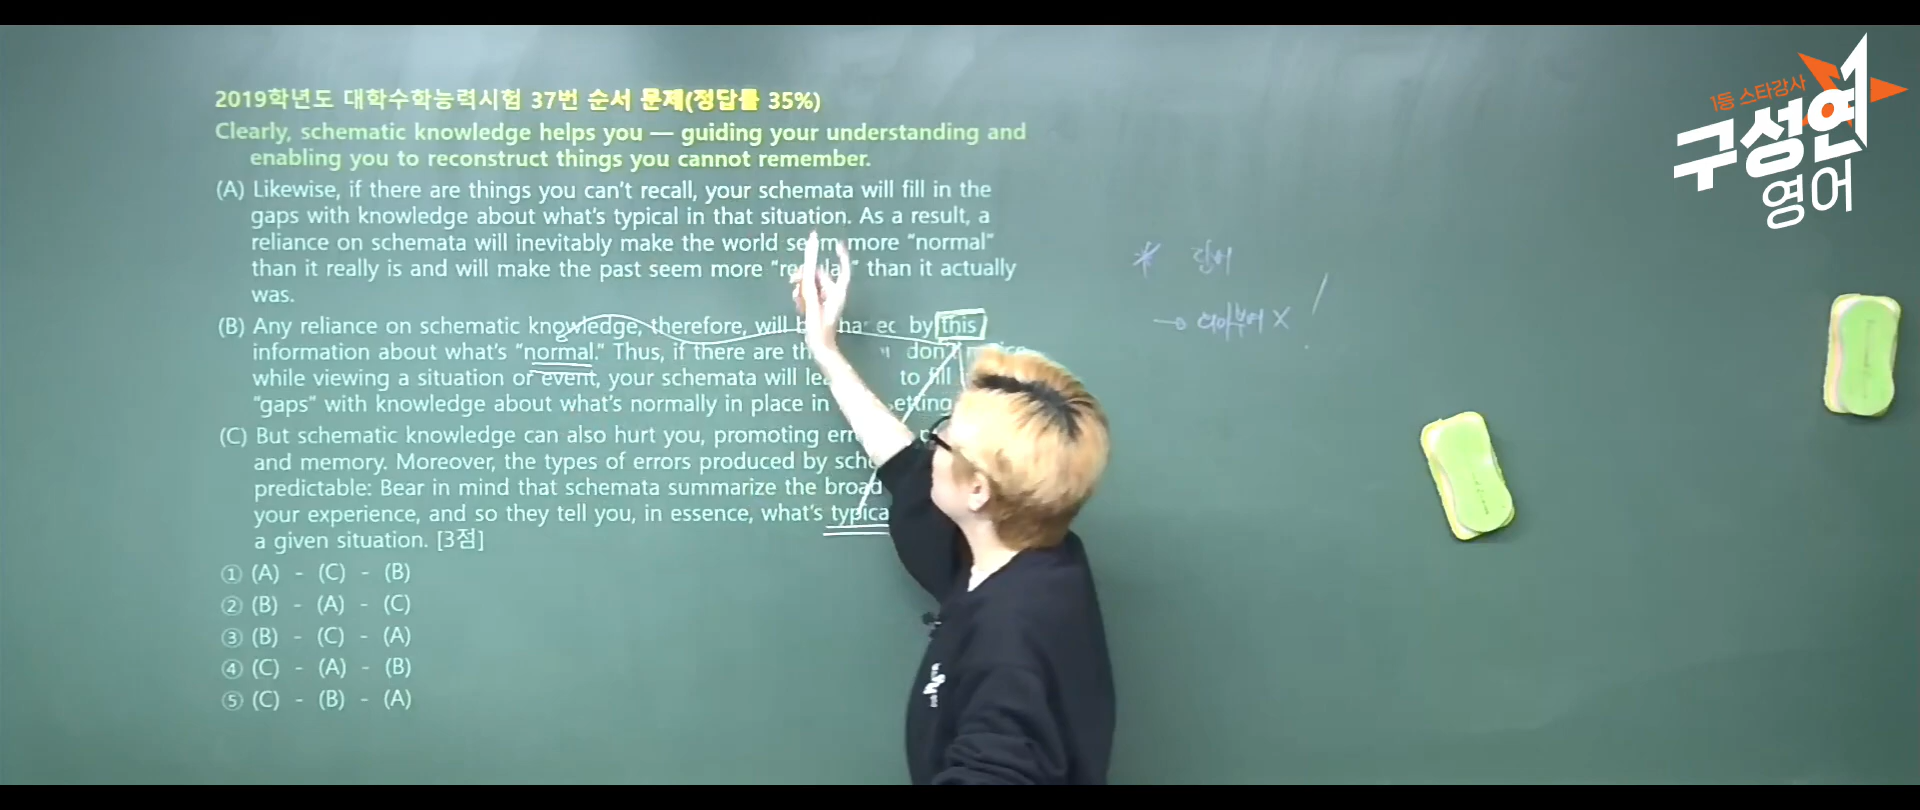 2019학년도 대학수학능력시험 37번 순서 문제(정답률 35%)
Clearly, schematic knowledge helps you — guiding your understanding and
enabling you to reconstruct things you cannot remember.
(A) Likewise, if there are things you can't recall, your schemata will fill in the
gaps with knowledge about what's typical in that situation. As a result, a
reliance on schemata will inevitably make the world seem more "normal"
than it really is and will make the past seem more "regular" than it actually
was.
(B) Any reliance on schematic knowledge, therefore, will by this
information about what's "normal." Thus, if there are don't
while viewing a situation or event, your schemata will to fill
"gaps" with knowledge about what's normally in place in
(C) But schematic knowledge can also hurt you, promoting
and memory. Moreover, the types of errors produced by
predictable: Bear in mind that schemata summarize the broad
your experience, and so they tell you, in essence, what's
a given situation. [3점]
① (A) - (C) - (B)
② (B) - (A) - (C)
③ (B) - (C) - (A)
④ (C) - (A) - (B)
⑤ (C) - (B) - (A)
1등 스타강사
구성연
영어